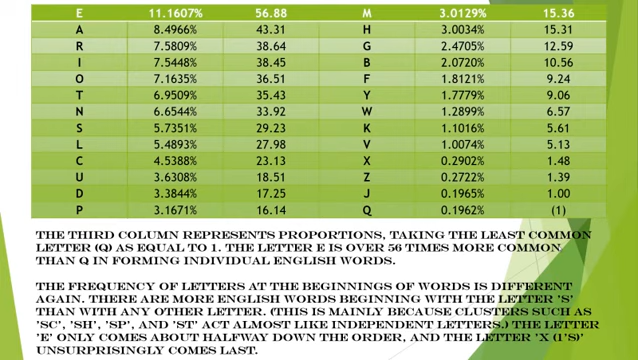 E 11.1607% 56.88 M 3.0129% 15.36
A 8.4966% 43.31 H 3.0034% 15.31
R 7.5809% 38.64 G 2.4705% 12.59
I 7.5448% 38.45 B 2.0720% 10.56
O 7.1635% 36.51 F 1.8121% 9.24
T 6.9509% 35.43 Y 1.7779% 9.06
N 6.6544% 33.92 W 1.2899% 6.57
S 5.7351% 29.23 K 1.1016% 5.61
L 5.4893% 27.98 V 1.0074% 5.13
C 4.5388% 23.13 X 0.2902% 1.48
U 3.6308% 18.51 Z 0.2722% 1.39
D 3.3844% 17.25 J 0.1965% 1.00
P 3.1671% 16.14 Q 0.1962% (1)
THE THIRD COLUMN REPRESENTS PROPORTIONS, TAKING THE LEAST COMMON
LETTER (Q) AS EQUAL TO 1. THE LETTER E IS OVER 56 TIMES MORE COMMON
THAN Q IN FORMING INDIVIDUAL ENGLISH WORDS.
THE FREQUENCY OF LETTERS AT THE BEGINNINGS OF WORDS IS DIFFERENT
AGAIN. THERE ARE MORE ENGLISH WORDS BEGINNING WITH THE LETTER 'S'
THAN WITH ANY OTHER LETTER. (THIS IS MAINLY BECAUSE CLUSTERS SUCH AS
'SC', 'SH', 'SP', AND 'ST' ACT ALMOST LIKE INDEPENDENT LETTERS.) THE LETTER
'E' ONLY COMES ABOUT HALFWAY DOWN THE ORDER, AND THE LETTER 'X (1'S)'
UNSURPRISINGLY COMES LAST.